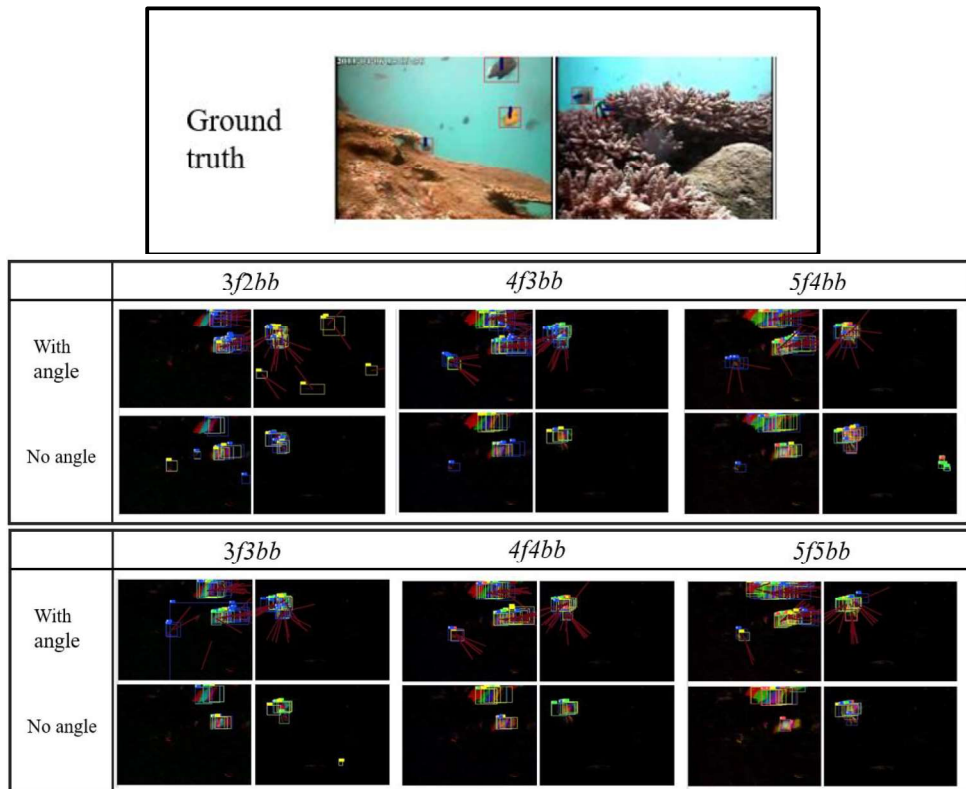 Ground
truth
3f2bb 4f3bb 5f4bb
With
angle
No angle
3f3bb 4f4bb 5f5bb
With
angle
No angle